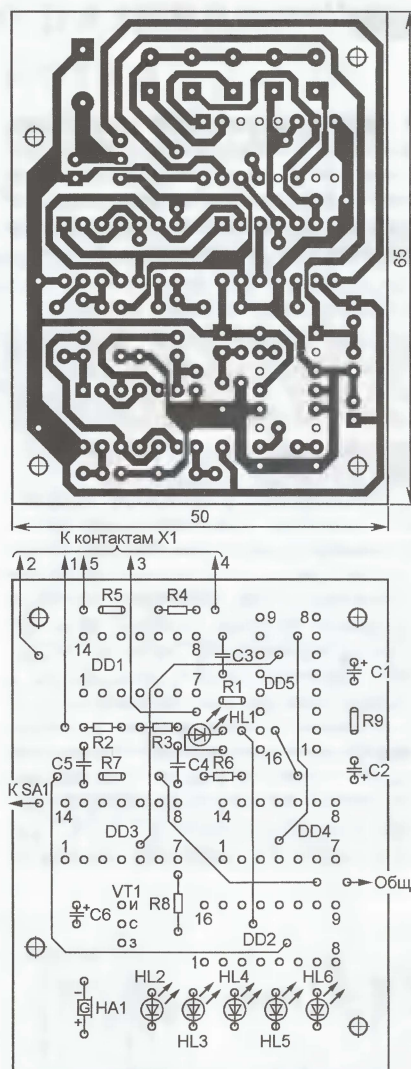 65
50
К контактам X1
2 1 5 3 4
R5 R4
14 8 9 8
DD1 C3 C1
1 7 R1 DD5
HL1 R9
R2 R3
C5 R7 C4 R6 16 1 C2
К SA1
14 8 14 8
DD3 DD4
1 7 1 7
Общ
VT1 И R8 16 9
C6 С
З DD2
1 8
HL2 HL4 HL6
HA1
HL3 HL5